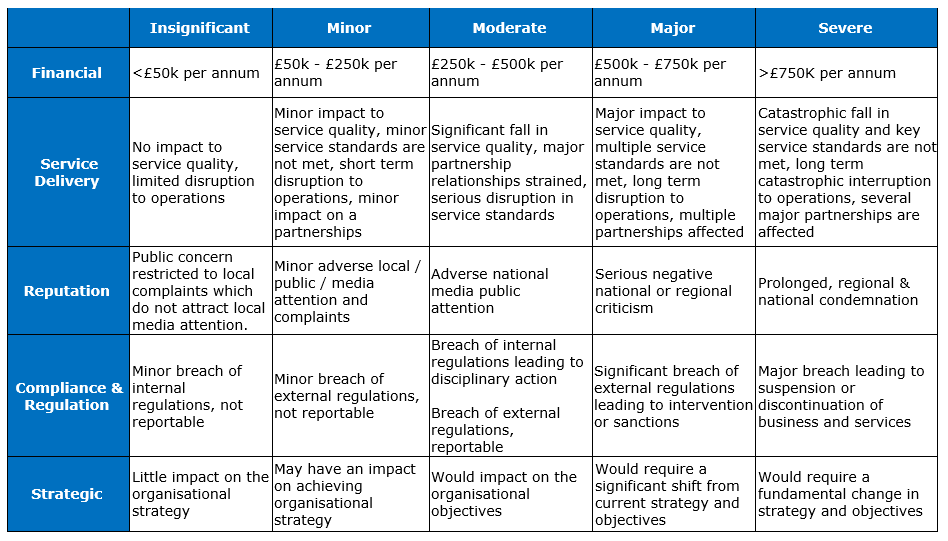 Insignificant
Minor
Moderate
Major
Severe
Financial
<£50k per annum
£50k - £250k per
annum
£250k - £500k per
annum
£500k - £750k per
annum
>£750K per annum
Service
Delivery
No impact to
service quality,
limited disruption
to operations
Minor impact to
service quality, minor
service standards are
not met, short term
disruption to
operations, minor
impact on a
partnerships
Significant fall in
service quality, major
partnership
relationships strained,
serious disruption in
service standards
Major impact to
service quality,
multiple service
standards are not
met, long term
disruption to
operations, multiple
partnerships affected
Catastrophic fall in
service quality and key
service standards are not
met, long term
catastrophic interruption
to operations, several
major partnerships are
affected
Reputation
Public concern
restricted to local
complaints which
do not attract local
media attention.
Minor adverse local /
public / media
attention and
complaints
Adverse national
media public
attention
Serious negative
national or regional
criticism
Prolonged, regional &
national condemnation
Compliance &
Regulation
Minor breach of
internal
regulations, not
reportable
Minor breach of
external regulations,
not reportable
Breach of internal
regulations leading to
disciplinary action
Breach of external
regulations,
reportable
Significant breach of
external regulations
leading to intervention
or sanctions
Major breach leading to
suspension or
discontinuation of
business and services
Strategic
Little impact on the
organisational
strategy
May have an impact
on achieving
organisational
strategy
Would impact on the
organisational
objectives
Would require a
significant shift from
current strategy and
objectives
Would require a
fundamental change in
strategy and objectives